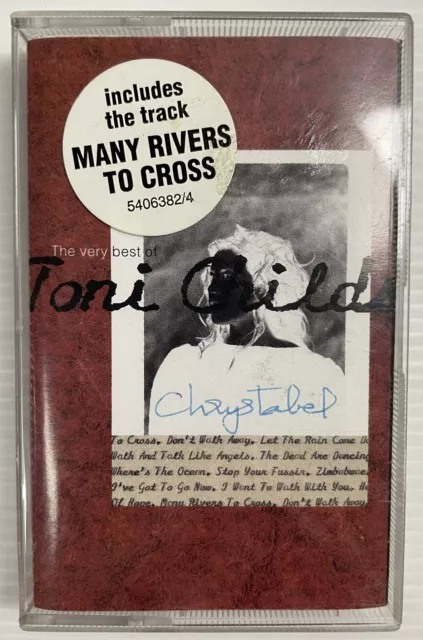 includes
the track
MANY RIVERS
TO CROSS
5406382/4
The very best of
Toni Childs
Chrystabel
To Cross. Don't Walk Away. Let The Rain Come D
Walk And Talk Like Angels. The Dead Are Dancing
Where's The Ocean. Stop Your Fussin. Zimbabwae.
I've Got To Go Now. I Want To Walk With You. He
Of Hope. Many Rivers To Cross. Don't Walk Away